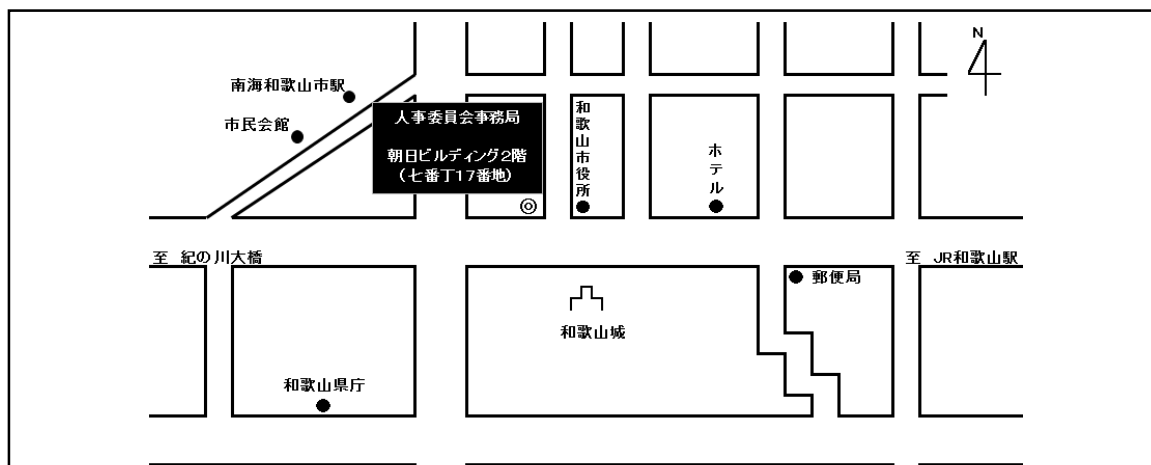 N
南海和歌山市駅
市民会館
人事委員会事務局
朝日ビルディング2階
(七番丁17番地)
和歌山市役所
ホテル
至 紀の川大橋
至 JR和歌山駅
郵便局
和歌山城
和歌山県庁